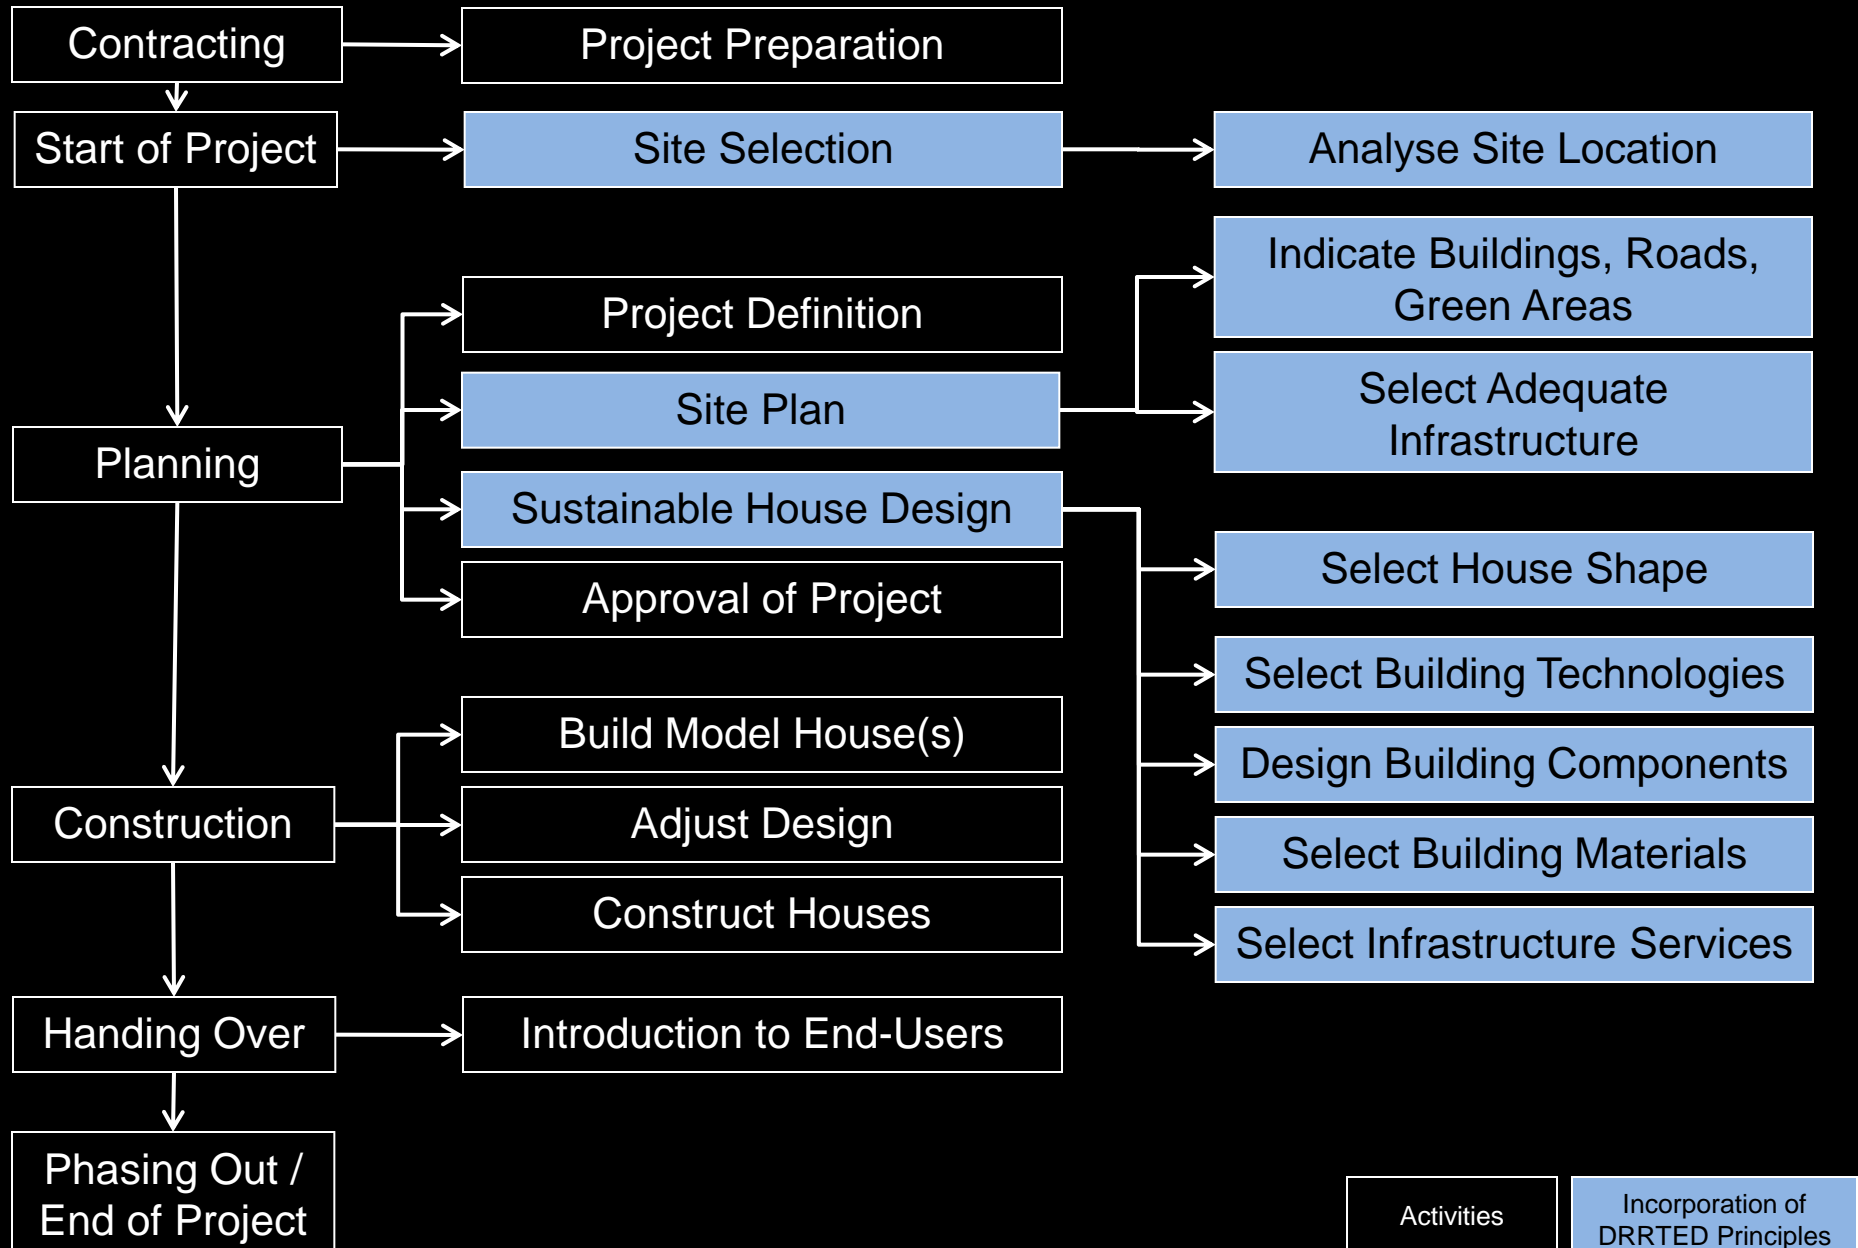 Contracting
Project Preparation
Start of Project
Site Selection
Analyse Site Location
Indicate Buildings, Roads,
Green Areas
Project Definition
Site Plan
Select Adequate
Infrastructure
Planning
Sustainable House Design
Select House Shape
Approval of Project
Select Building Technologies
Build Model House(s)
Design Building Components
Construction
Adjust Design
Select Building Materials
Construct Houses
Select Infrastructure Services
Handing Over
Introduction to End-Users
Phasing Out /
End of Project
Activities
Incorporation of
DRRTED Principles